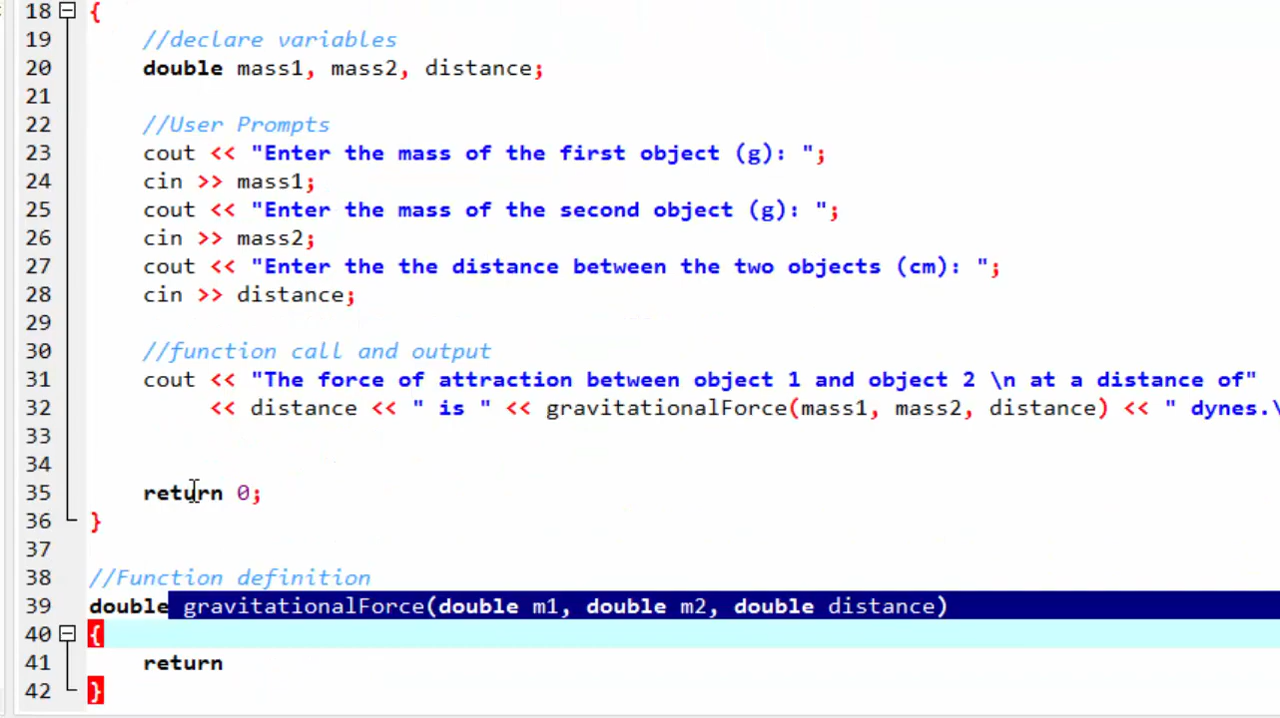 18 {
19 //declare variables
20 double mass1, mass2, distance;
21
22 //User Prompts
23 cout << "Enter the mass of the first object (g): ";
24 cin >> mass1;
25 cout << "Enter the mass of the second object (g): ";
26 cin >> mass2;
27 cout << "Enter the the distance between the two objects (cm): ";
28 cin >> distance;
29
30 //function call and output
31 cout << "The force of attraction between object 1 and object 2 \n at a distance of"
32 << distance << " is " << gravitationalForce(mass1, mass2, distance) << " dynes.\
33
34
35 return 0;
36 }
37
38 //Function definition
39 double gravitationalForce(double m1, double m2, double distance)
40 {
41 return
42 }